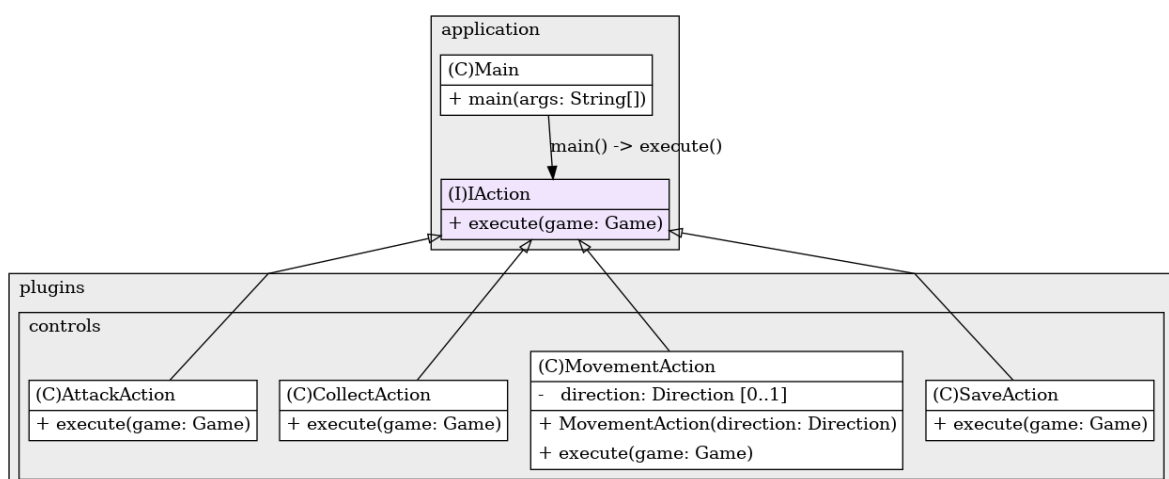 application
(C)Main
+ main(args: String[])
main() -> execute()
(I)IAction
+ execute(game: Game)
plugins
controls
(C)AttackAction
+ execute(game: Game)
(C)CollectAction
+ execute(game: Game)
(C)MovementAction
- direction: Direction [0..1]
+ MovementAction(direction: Direction)
+ execute(game: Game)
(C)SaveAction
+ execute(game: Game)